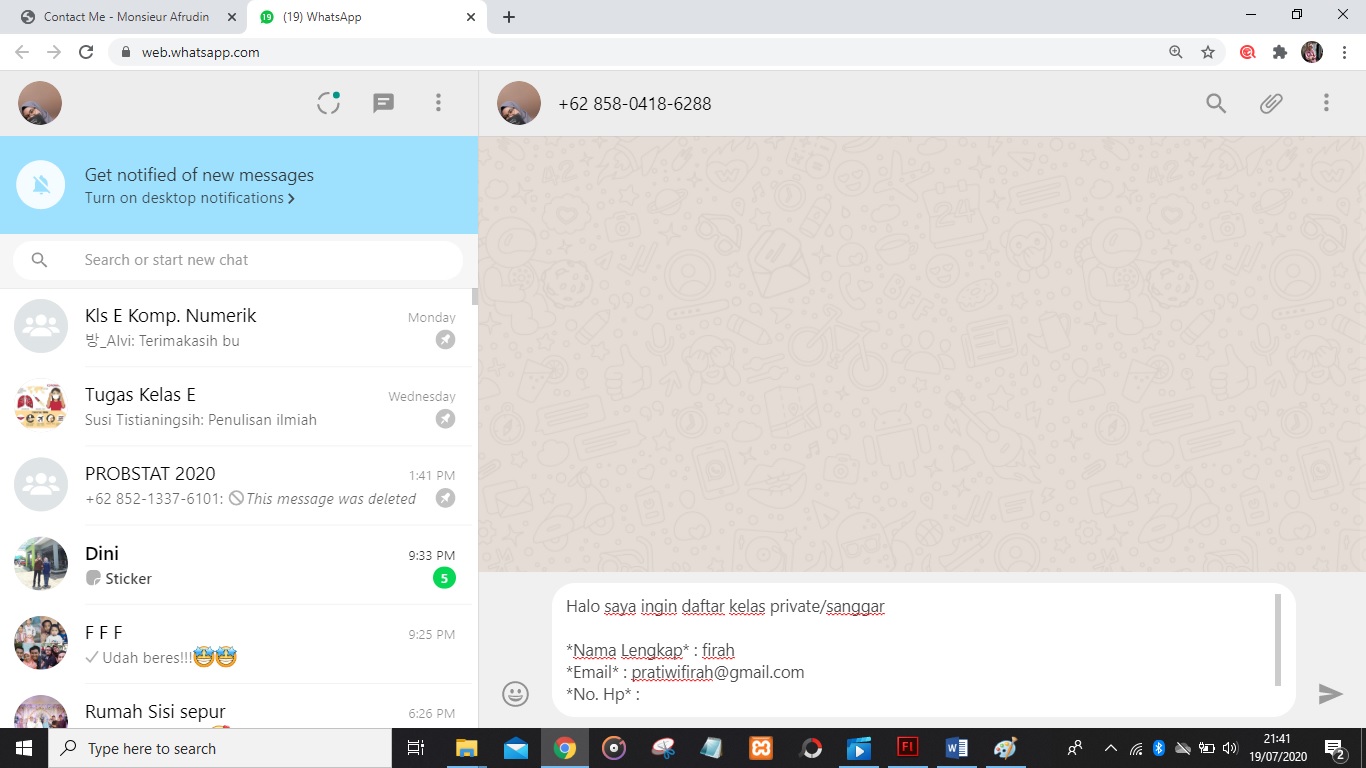 Contact Me - Monsieur Afrudin
19
(19) WhatsApp
web.whatsapp.com
+62 858-0418-6288
Get notified of new messages
Turn on desktop notifications
Search or start new chat
Kls E Komp. Numerik
Monday
방_Alvi: Terimakasih bu
Tugas Kelas E
Wednesday
Susi Tistianingsih: Penulisan ilmiah
PROBSTAT 2020
1:41 PM
+62 852-1337-6101: This message was deleted
Dini
9:33 PM
Sticker
5
F F F
9:25 PM
Udah beres!!!🤩🤩
Rumah Sisi sepur
6:26 PM
Halo saya ingin daftar kelas private/sanggar
*Nama Lengkap* : firah
*Email* : pratiwifirah@gmail.com
*No. Hp* :
Type here to search
Fl
W
21:41
19/07/2020
2